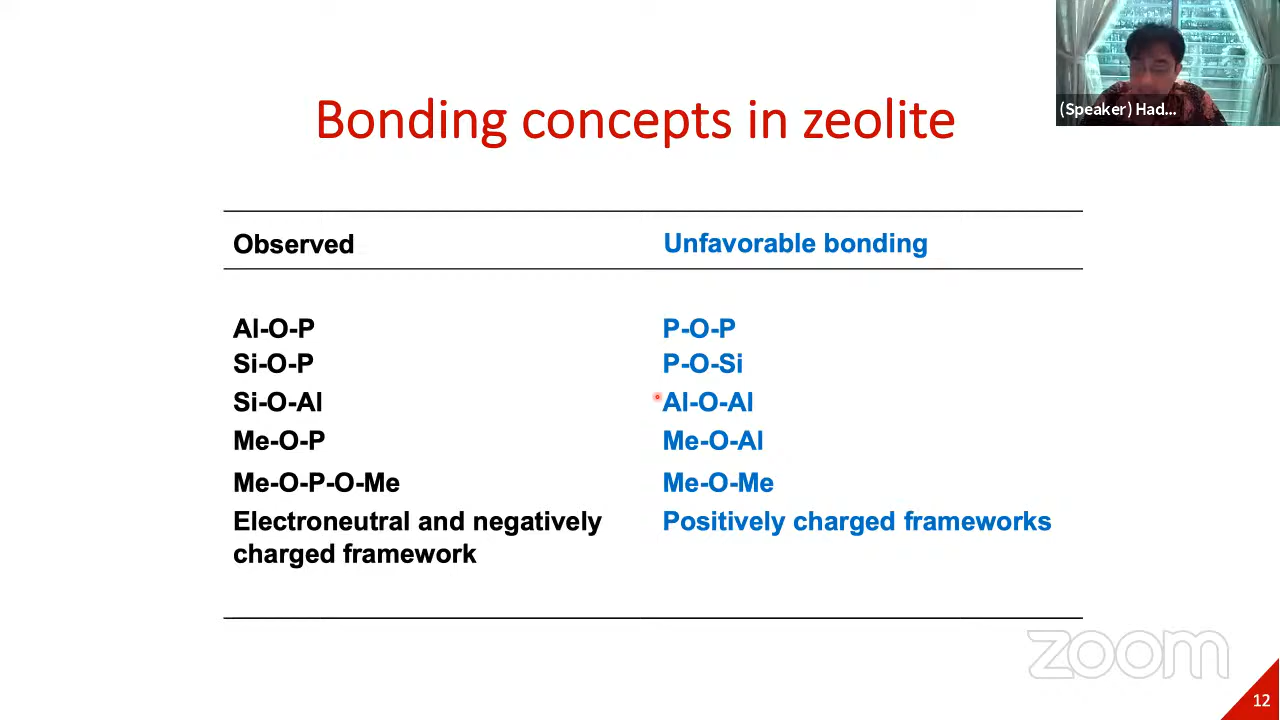 (Speaker) Had...
Bonding concepts in zeolite
Observed
Unfavorable bonding
Al-O-P
P-O-P
Si-O-P
P-O-Si
Si-O-Al
Al-O-Al
Me-O-P
Me-O-Al
Me-O-P-O-Me
Me-O-Me
Electroneutral and negatively
charged framework
Positively charged frameworks
zoom
12